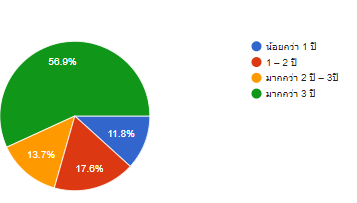 56.9%
13.7%
17.6%
11.8%
น้อยกว่า 1 ปี
1 – 2 ปี
มากกว่า 2 ปี – 3ปี
มากกว่า 3 ปี